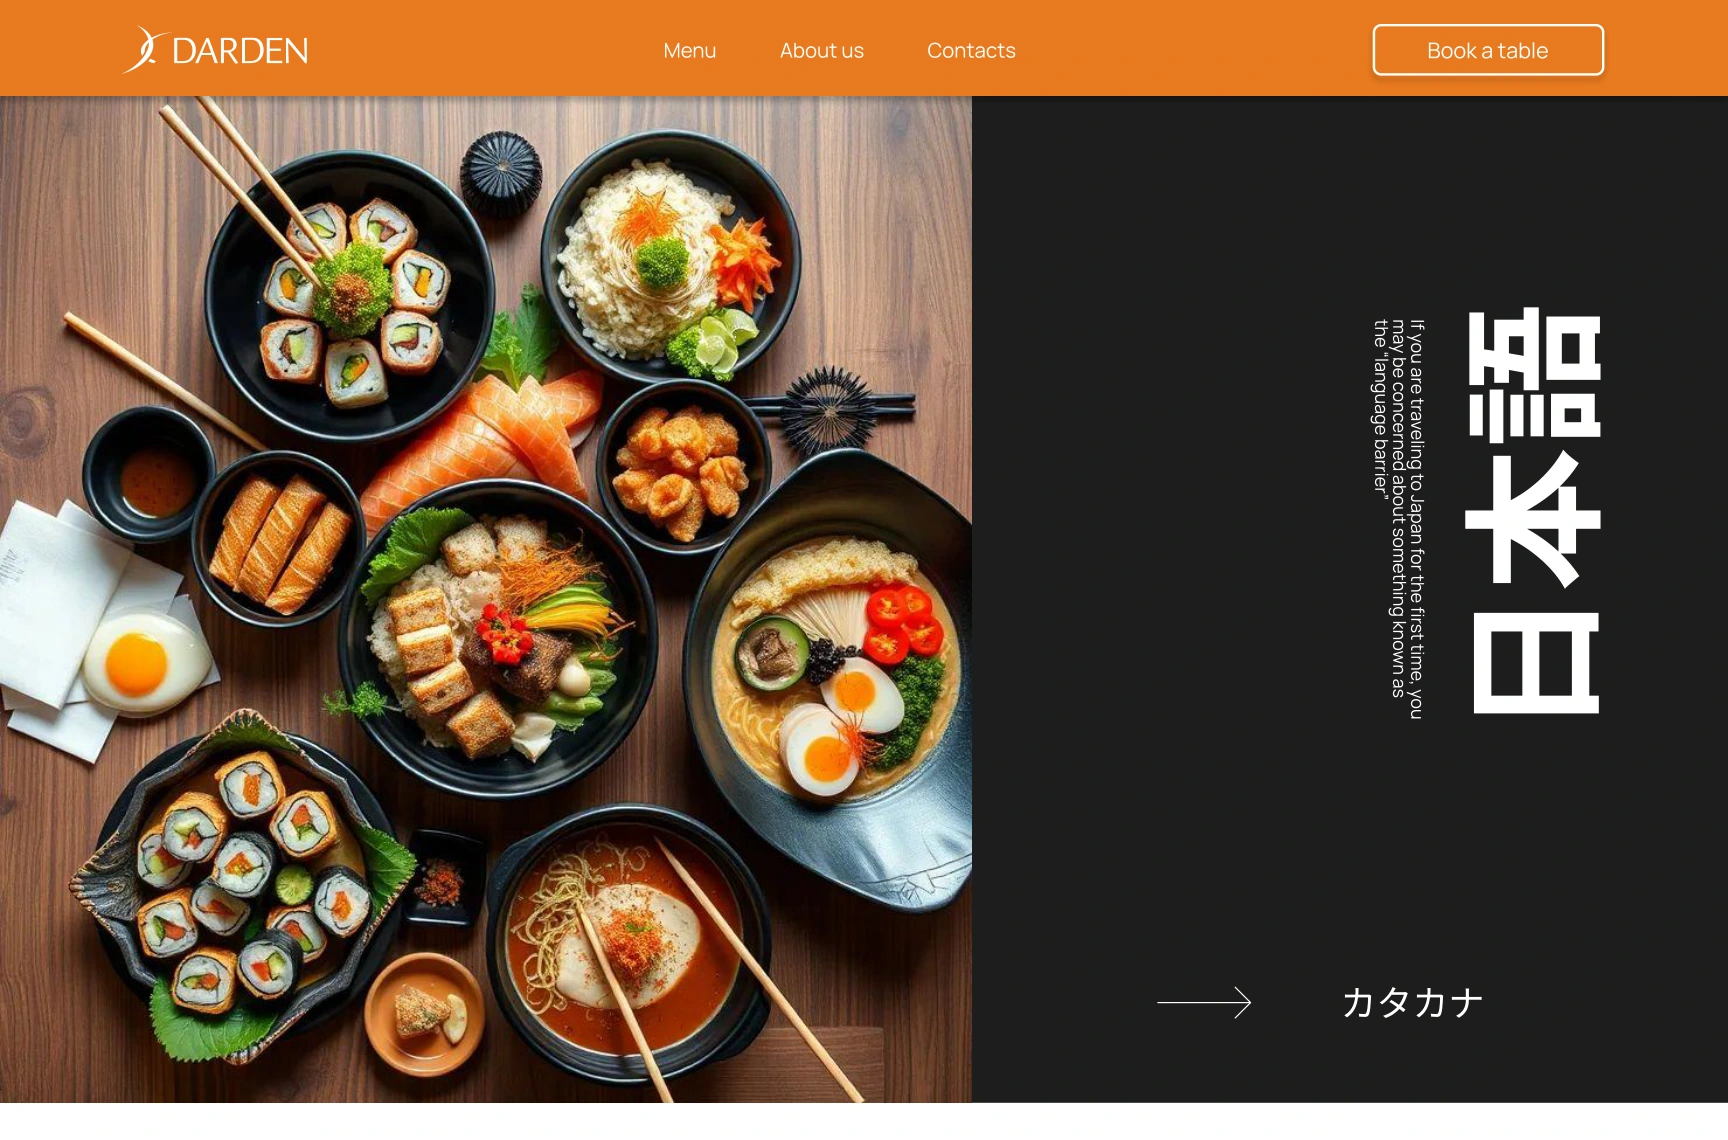 DARDEN
Menu
About us
Contacts
Book a table
日本語
If you are traveling to Japan for the first time, you
may be concerned about something known as
the “language barrier”
カタカナ